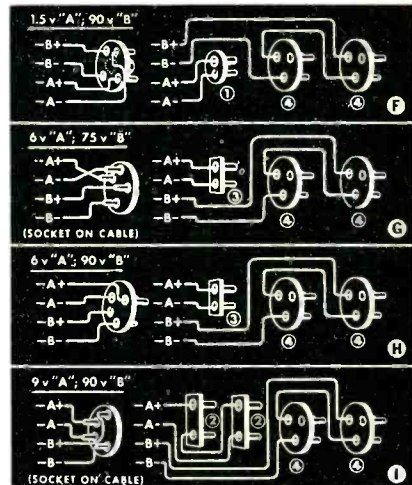 1.5 v "A"; 90 v "B"
-B+
-B-
-A+
-A-
-B+
-B-
-A+
-A-
①
④
④
F
6 v "A"; 75 v "B"
-A+
-A-
-B+
-B-
(SOCKET ON CABLE)
-A+
-A-
-B+
-B-
③
④
④
G
6 v "A"; 90 v "B"
-A+
-A-
-B+
-B-
-A+
-A-
-B+
-B-
③
④
④
H
9 v "A"; 90 v "B"
-A+
-A-
-B+
-B-
(SOCKET ON CABLE)
-A+
-A-
-B+
-B-
②
②
④
④
I